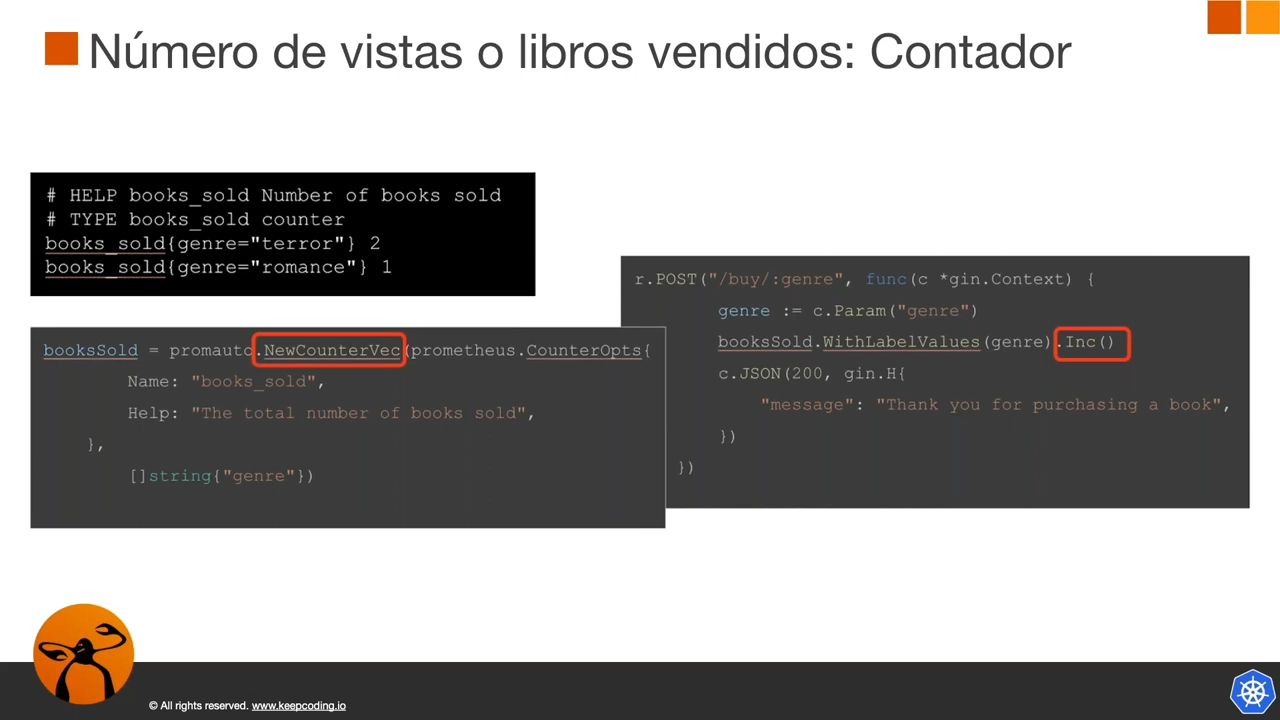 Número de vistas o libros vendidos: Contador
# HELP books_sold Number of books sold
# TYPE books_sold counter
books_sold{genre="terror"} 2
books_sold{genre="romance"} 1
booksSold = promauto.NewCounterVec(prometheus.CounterOpts{
Name: "books_sold",
Help: "The total number of books sold",
},
[]string{"genre"})
r.POST("/buy/:genre", func(c *gin.Context) {
genre := c.Param("genre")
booksSold.WithLabelValues(genre).Inc()
c.JSON(200, gin.H{
"message": "Thank you for purchasing a book",
})
})
© All rights reserved. www.keepcoding.io